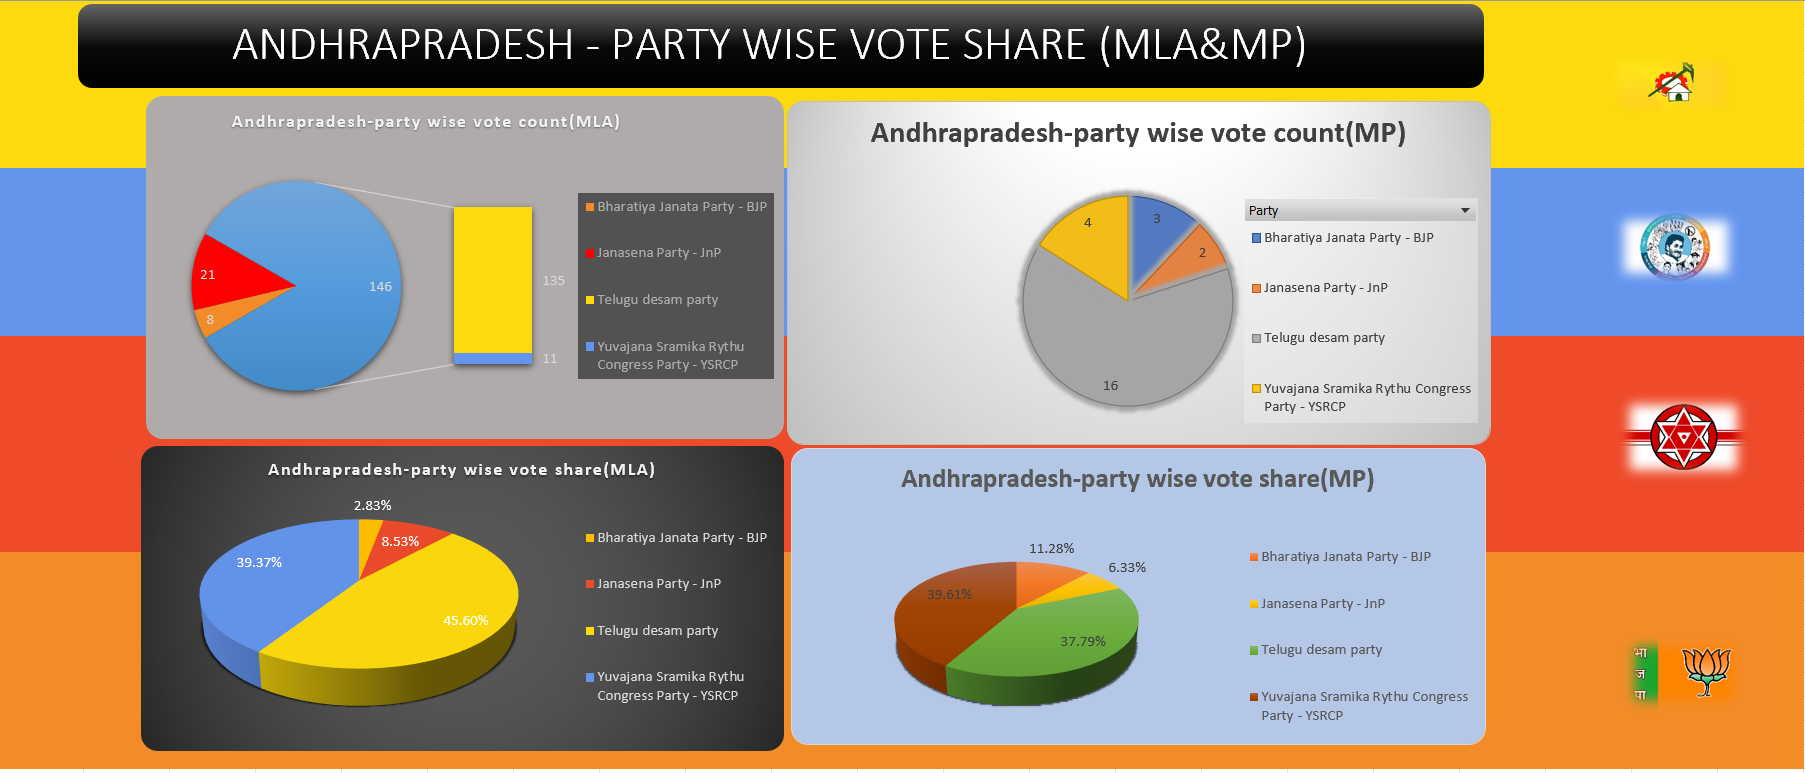 ANDHRAPRADESH - PARTY WISE VOTE SHARE (MLA&MP)
Andhrapradesh-party wise vote count(MLA)
146
21
8
135
11
Bharatiya Janata Party - BJP
Janasena Party - JnP
Telugu desam party
Yuvajana Sramika Rythu
Congress Party - YSRCP
Andhrapradesh-party wise vote count(MP)
4
3
2
16
Party
Bharatiya Janata Party - BJP
Janasena Party - JnP
Telugu desam party
Yuvajana Sramika Rythu Congress
Party - YSRCP
Andhrapradesh-party wise vote share(MLA)
2.83%
8.53%
39.37%
45.60%
Bharatiya Janata Party - BJP
Janasena Party - JnP
Telugu desam party
Yuvajana Sramika Rythu
Congress Party - YSRCP
Andhrapradesh-party wise vote share(MP)
11.28%
6.33%
39.61%
37.79%
Bharatiya Janata Party - BJP
Janasena Party - JnP
Telugu desam party
Yuvajana Sramika Rythu Congress
Party - YSRCP
भा
ज
पा